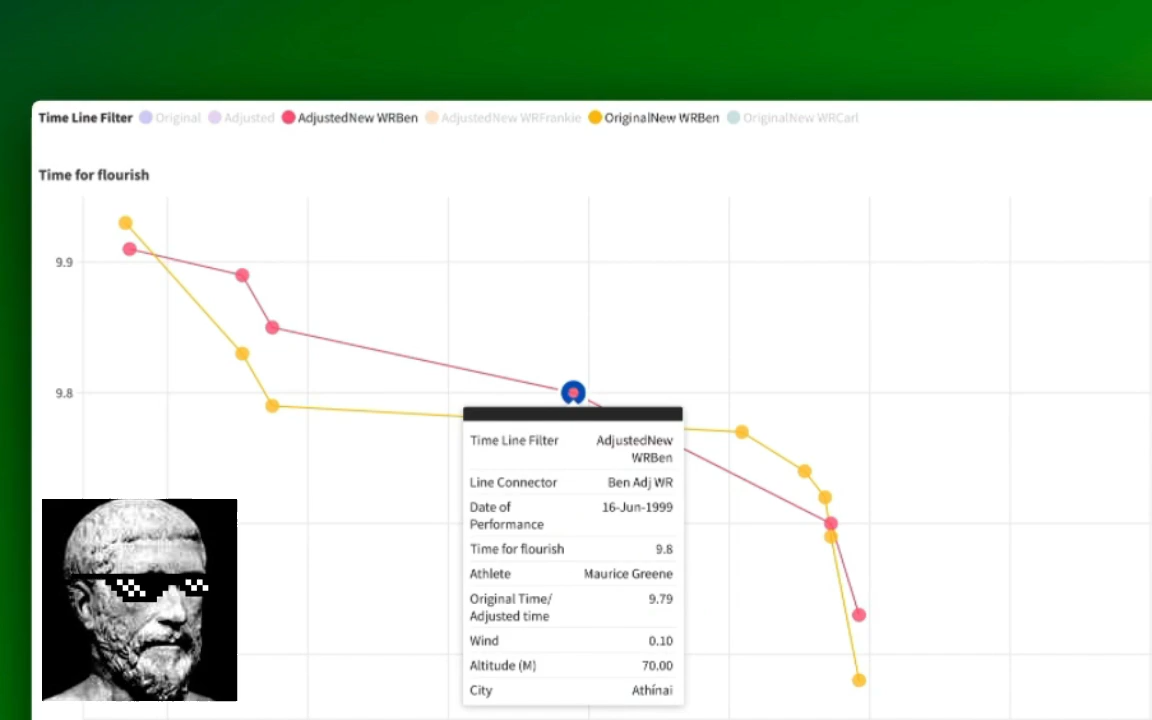 Time Line Filter Original Adjusted AdjustedNew WRBen AdjustedNew WRFrankie OriginalNew WRBen OriginalNew WRCarl
Time for flourish
9.9
9.8
Time Line Filter AdjustedNew
WRBen
Line Connector Ben Adj WR
Date of 16-Jun-1999
Performance
Time for flourish 9.8
Athlete Maurice Greene
Original Time/ 9.79
Adjusted time
Wind 0.10
Altitude (M) 70.00
City Athínai